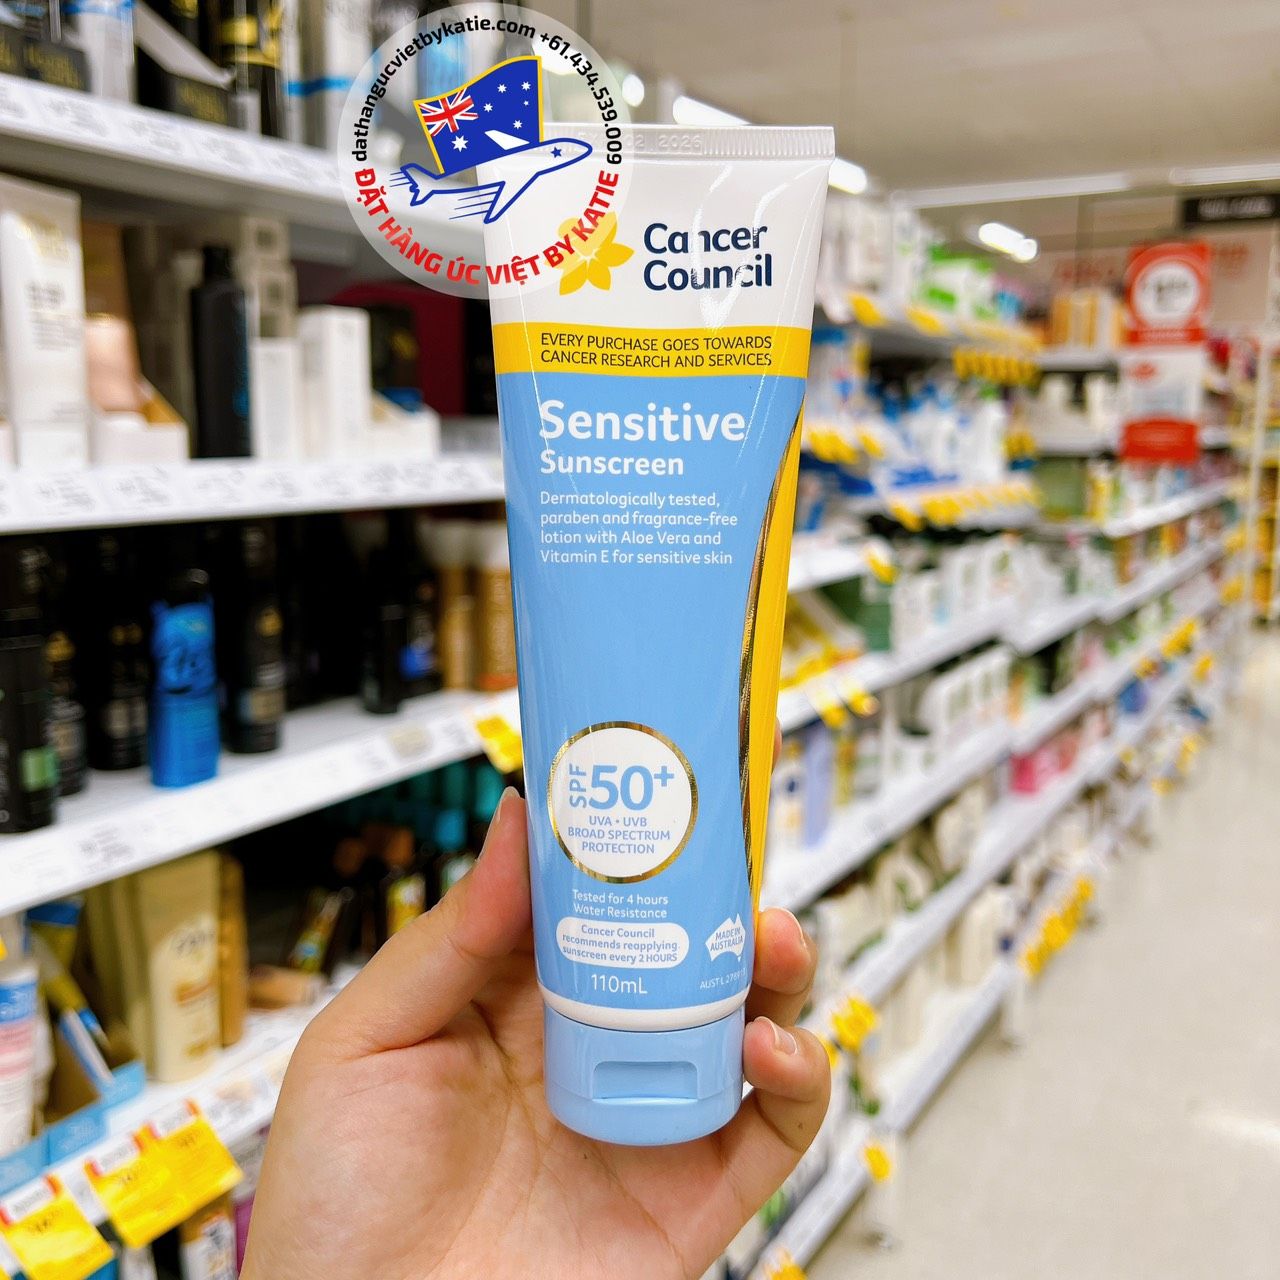 dathangucvietbykatie.com +61.434.539.009
ĐẶT HÀNG ÚC VIỆT BY KATIE
02 2026
Cancer
Council
EVERY PURCHASE GOES TOWARDS
CANCER RESEARCH AND SERVICES
Sensitive
Sunscreen
Dermatologically tested,
paraben and fragrance-free
lotion with Aloe Vera and
Vitamin E for sensitive skin
SPF 50+
UVA • UVB
BROAD SPECTRUM
PROTECTION
Tested for 4 hours
Water Resistance
Cancer Council
recommends reapplying
sunscreen every 2 HOURS
MADE IN
AUSTRALIA
110mL
AUST L